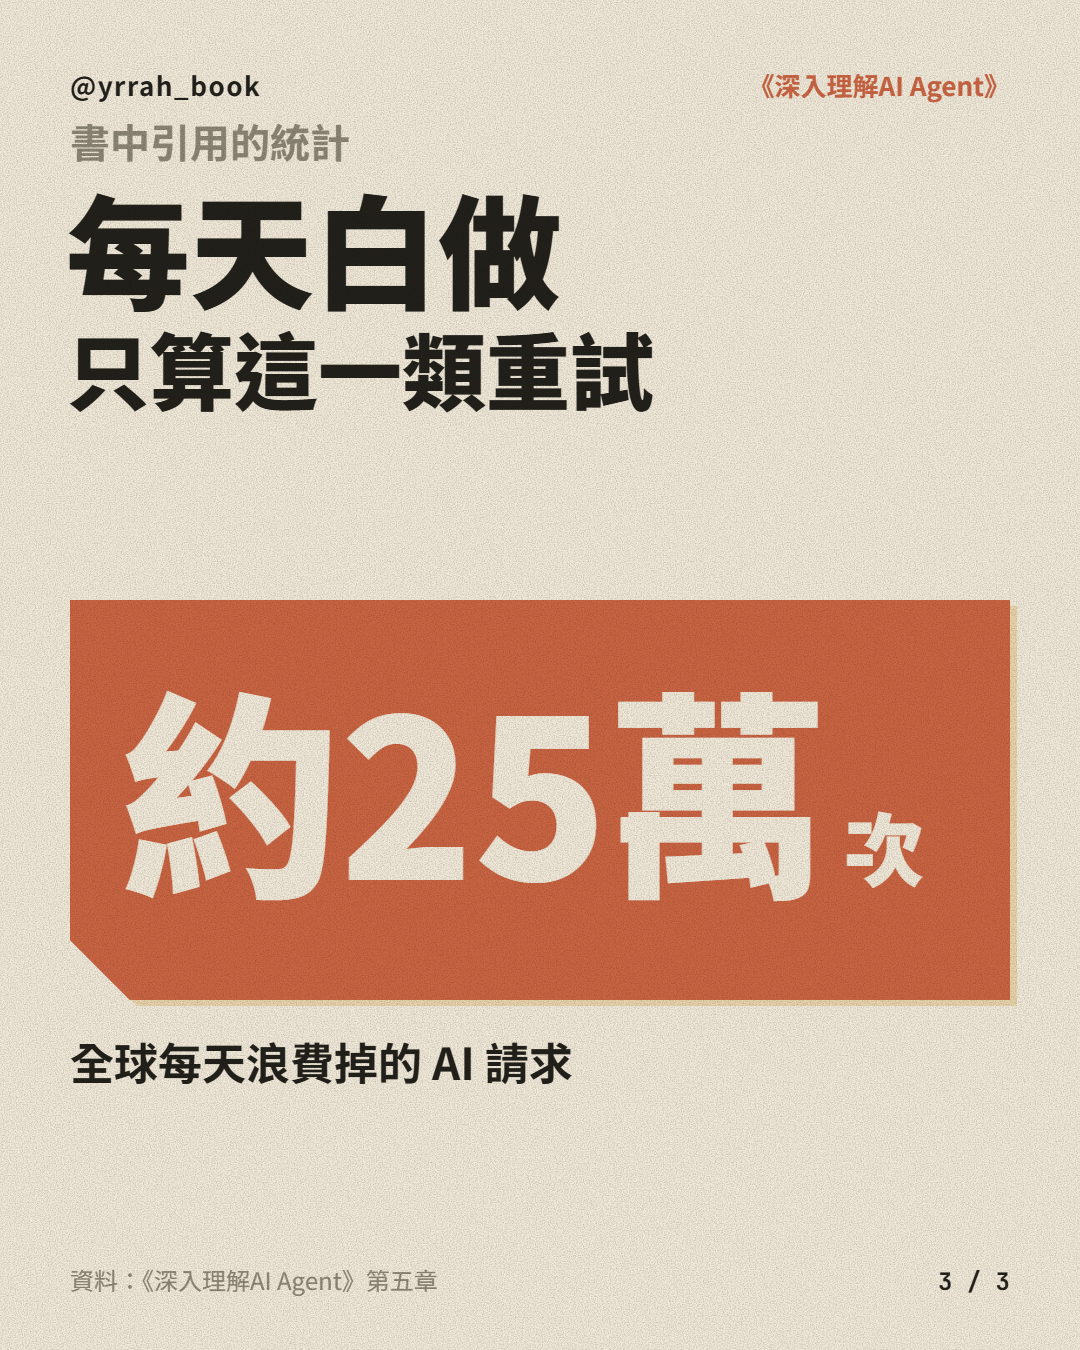 @yrrah_book
《深入理解AI Agent》
書中引用的統計
每天白做
只算這一類重試
約25萬 次
全球每天浪費掉的 AI 請求
資料：《深入理解AI Agent》第五章
3 / 3